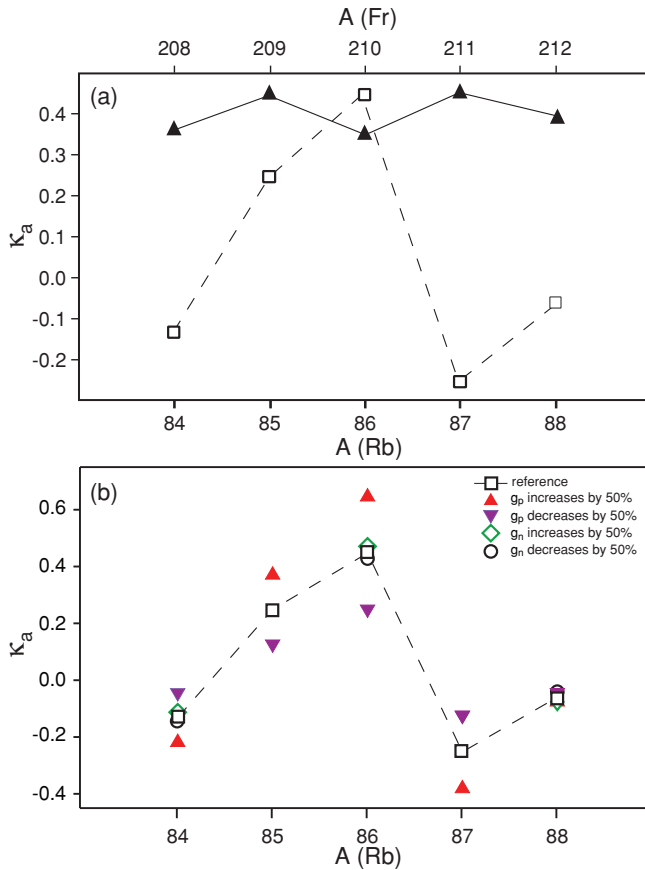 A (Fr)
208 209 210 211 212
(a)
0.4
0.3
0.2
0.1
0.0
-0.1
-0.2
κa
84 85 86 87 88
A (Rb)
(b)
reference
gp increases by 50%
gp decreases by 50%
gn increases by 50%
gn decreases by 50%
0.6
0.4
0.2
0.0
-0.2
-0.4
κa
84 85 86 87 88
A (Rb)